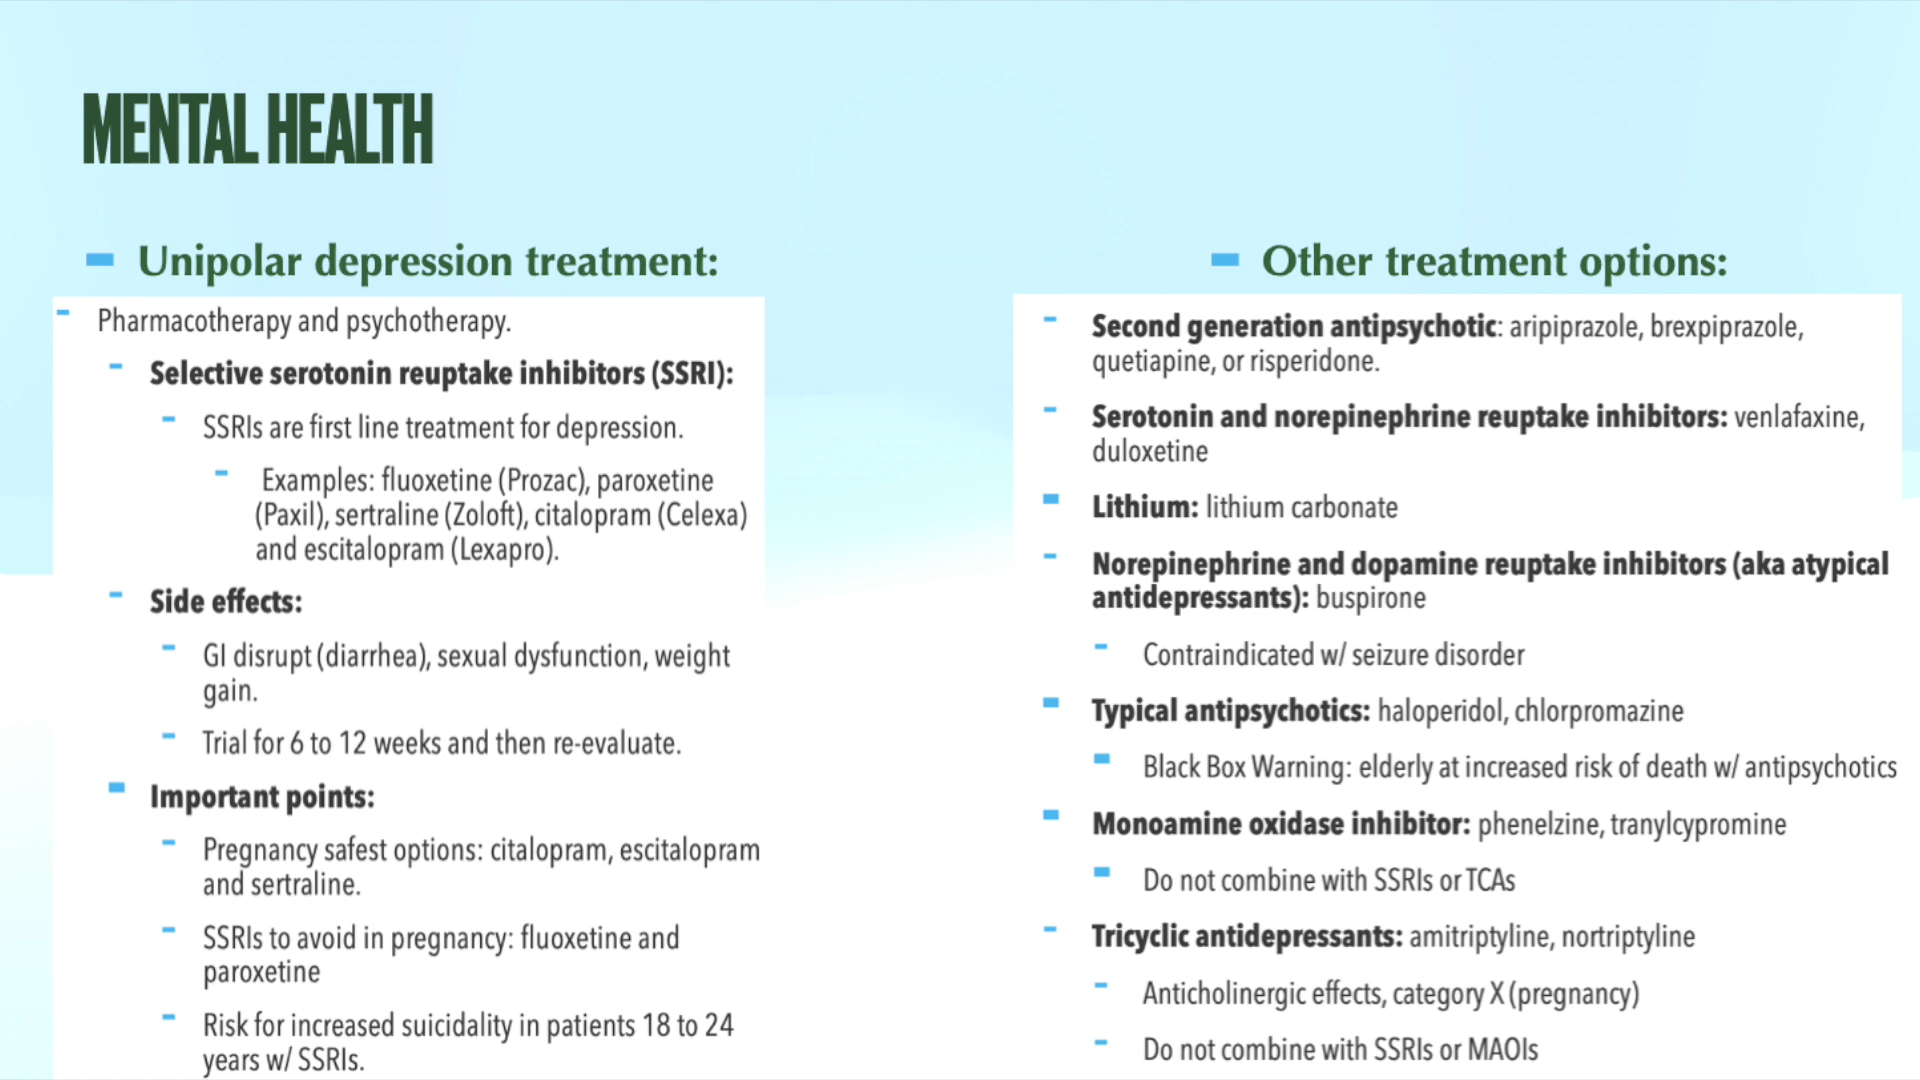 MENTAL HEALTH
Unipolar depression treatment:
Pharmacotherapy and psychotherapy.
Selective serotonin reuptake inhibitors (SSRI):
SSRIs are first line treatment for depression.
Examples: fluoxetine (Prozac), paroxetine
(Paxil), sertraline (Zoloft), citalopram (Celexa)
and escitalopram (Lexapro).
Side effects:
GI disrupt (diarrhea), sexual dysfunction, weight
gain.
Trial for 6 to 12 weeks and then re-evaluate.
Important points:
Pregnancy safest options: citalopram, escitalopram
and sertraline.
SSRIs to avoid in pregnancy: fluoxetine and
paroxetine
Risk for increased suicidality in patients 18 to 24
years w/ SSRIs.
Other treatment options:
Second generation antipsychotic: aripiprazole, brexpiprazole,
quetiapine, or risperidone.
Serotonin and norepinephrine reuptake inhibitors: venlafaxine,
duloxetine
Lithium: lithium carbonate
Norepinephrine and dopamine reuptake inhibitors (aka atypical
antidepressants): buspirone
Contraindicated w/ seizure disorder
Typical antipsychotics: haloperidol, chlorpromazine
Black Box Warning: elderly at increased risk of death w/ antipsychotics
Monoamine oxidase inhibitor: phenelzine, tranylcypromine
Do not combine with SSRIs or TCAs
Tricyclic antidepressants: amitriptyline, nortriptyline
Anticholinergic effects, category X (pregnancy)
Do not combine with SSRIs or MAOIs